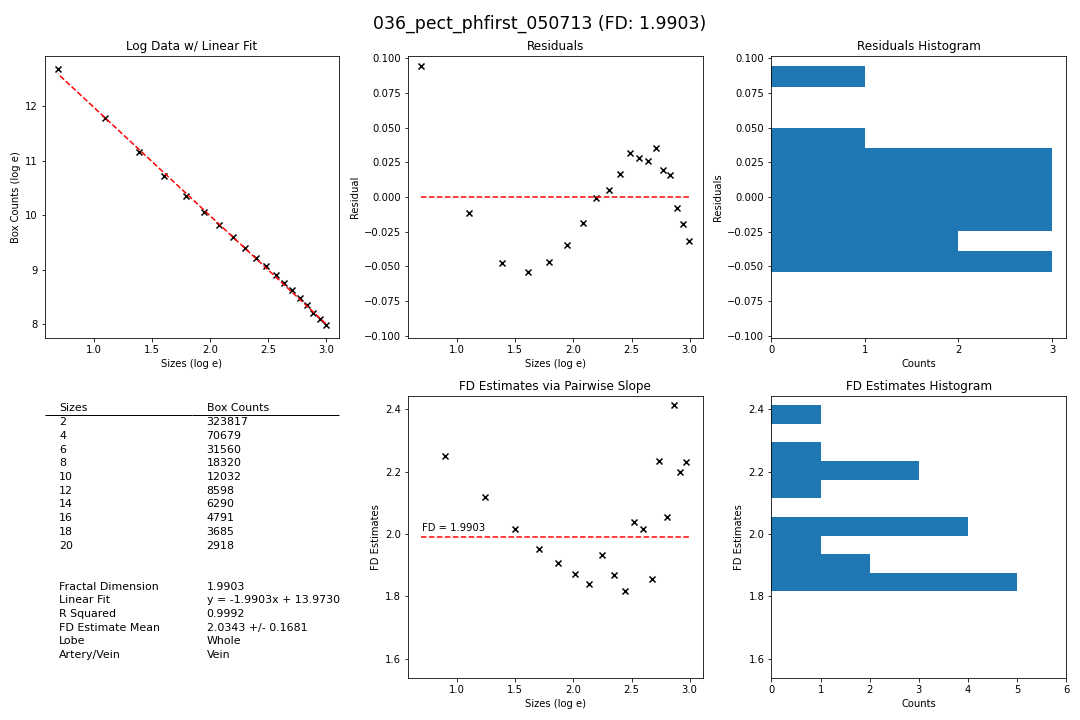 036_pect_phfirst_050713 (FD: 1.9903)
Log Data w/ Linear Fit
Box Counts (log e)
12
11
10
9
8
1.0 1.5 2.0 2.5 3.0
Sizes (log e)
Residuals
Residual
0.100
0.075
0.050
0.025
0.000
−0.025
−0.050
−0.075
−0.100
1.0 1.5 2.0 2.5 3.0
Sizes (log e)
Residuals Histogram
Residuals
0.100
0.075
0.050
0.025
0.000
−0.025
−0.050
−0.075
−0.100
0 1 2 3
Counts
Sizes Box Counts
2 323817
4 70679
6 31560
8 18320
10 12032
12 8598
14 6290
16 4791
18 3685
20 2918
Fractal Dimension 1.9903
Linear Fit y = -1.9903x + 13.9730
R Squared 0.9992
FD Estimate Mean 2.0343 +/- 0.1681
Lobe Whole
Artery/Vein Vein
FD Estimates via Pairwise Slope
FD Estimates
2.4
2.2
2.0
1.8
1.6
FD = 1.9903
1.0 1.5 2.0 2.5 3.0
Sizes (log e)
FD Estimates Histogram
FD Estimates
2.4
2.2
2.0
1.8
1.6
0 1 2 3 4 5 6
Counts